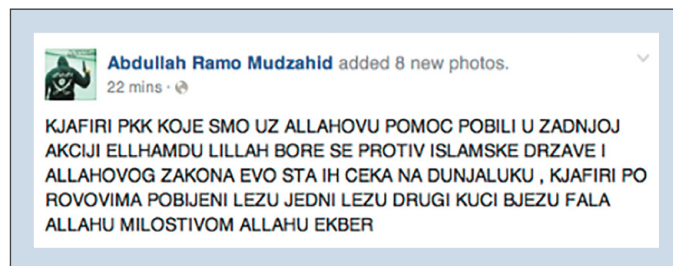 Abdullah Ramo Mudzahid added 8 new photos.
22 mins ·
KJAFIRI PKK KOJE SMO UZ ALLAHOVU POMOC POBILI U ZADNJOJ
AKCIJI ELLHAMDU LILLAH BORE SE PROTIV ISLAMSKE DRZAVE I
ALLAHOVOG ZAKONA EVO STA IH CEKA NA DUNJALUKU , KJAFIRI PO
ROVOVIMA POBIJENI LEZU JEDNI LEZU DRUGI KUCI BJEZU FALA
ALLAHU MILOSTIVOM ALLAHU EKBER